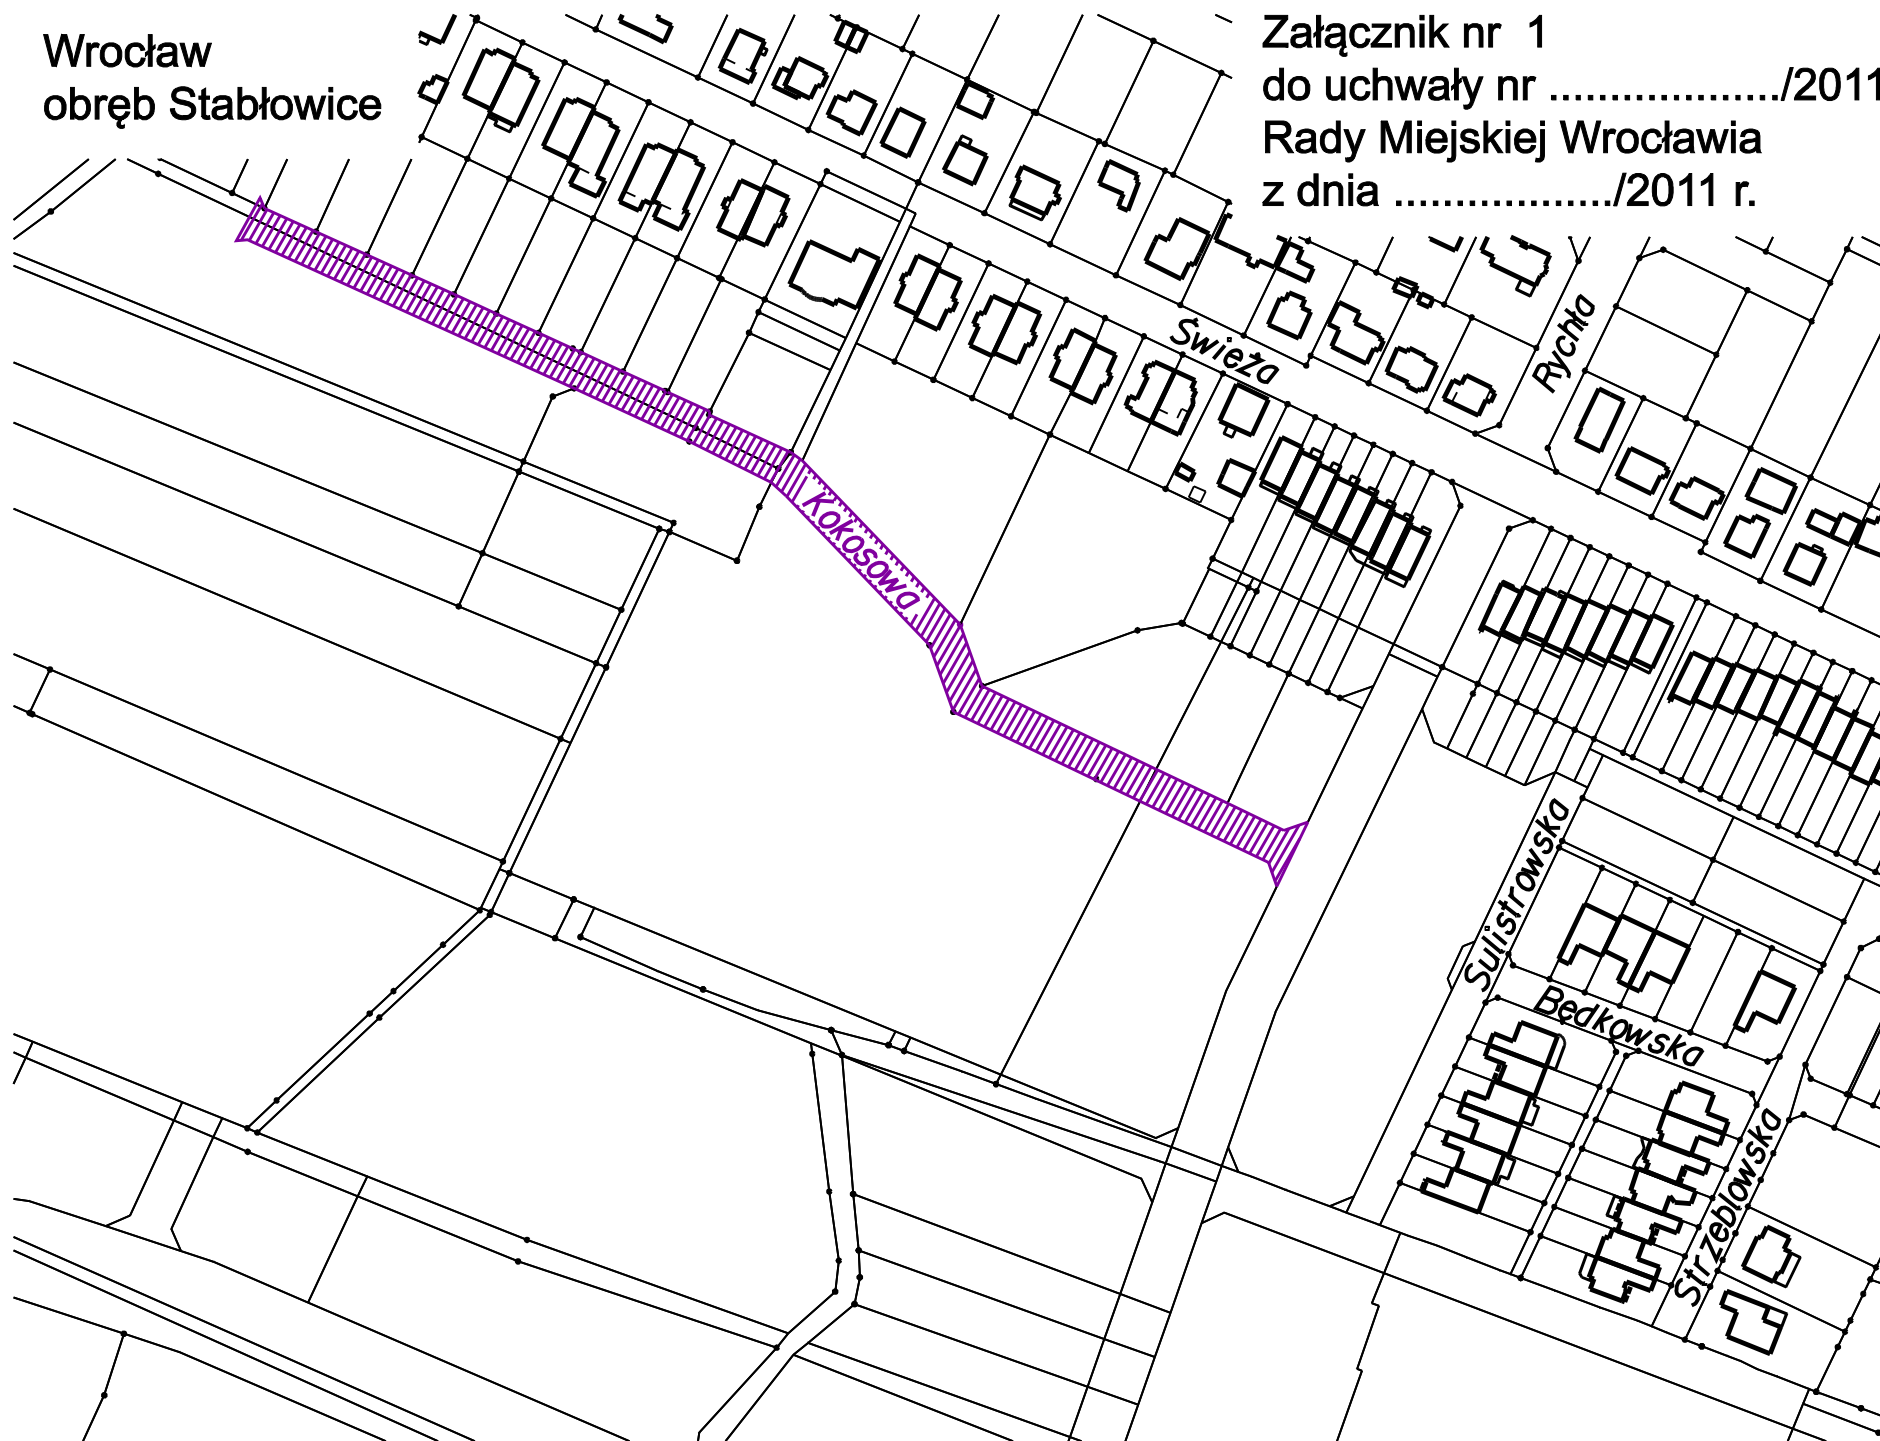 Wrocław
obręb Stabłowice
Załącznik nr 1
do uchwały nr .................../2011
Rady Miejskiej Wrocławia
z dnia ................../2011 r.
Świeża
Rychła
Kokosowa
Sulistrowska
Będkowska
Strzeblowska